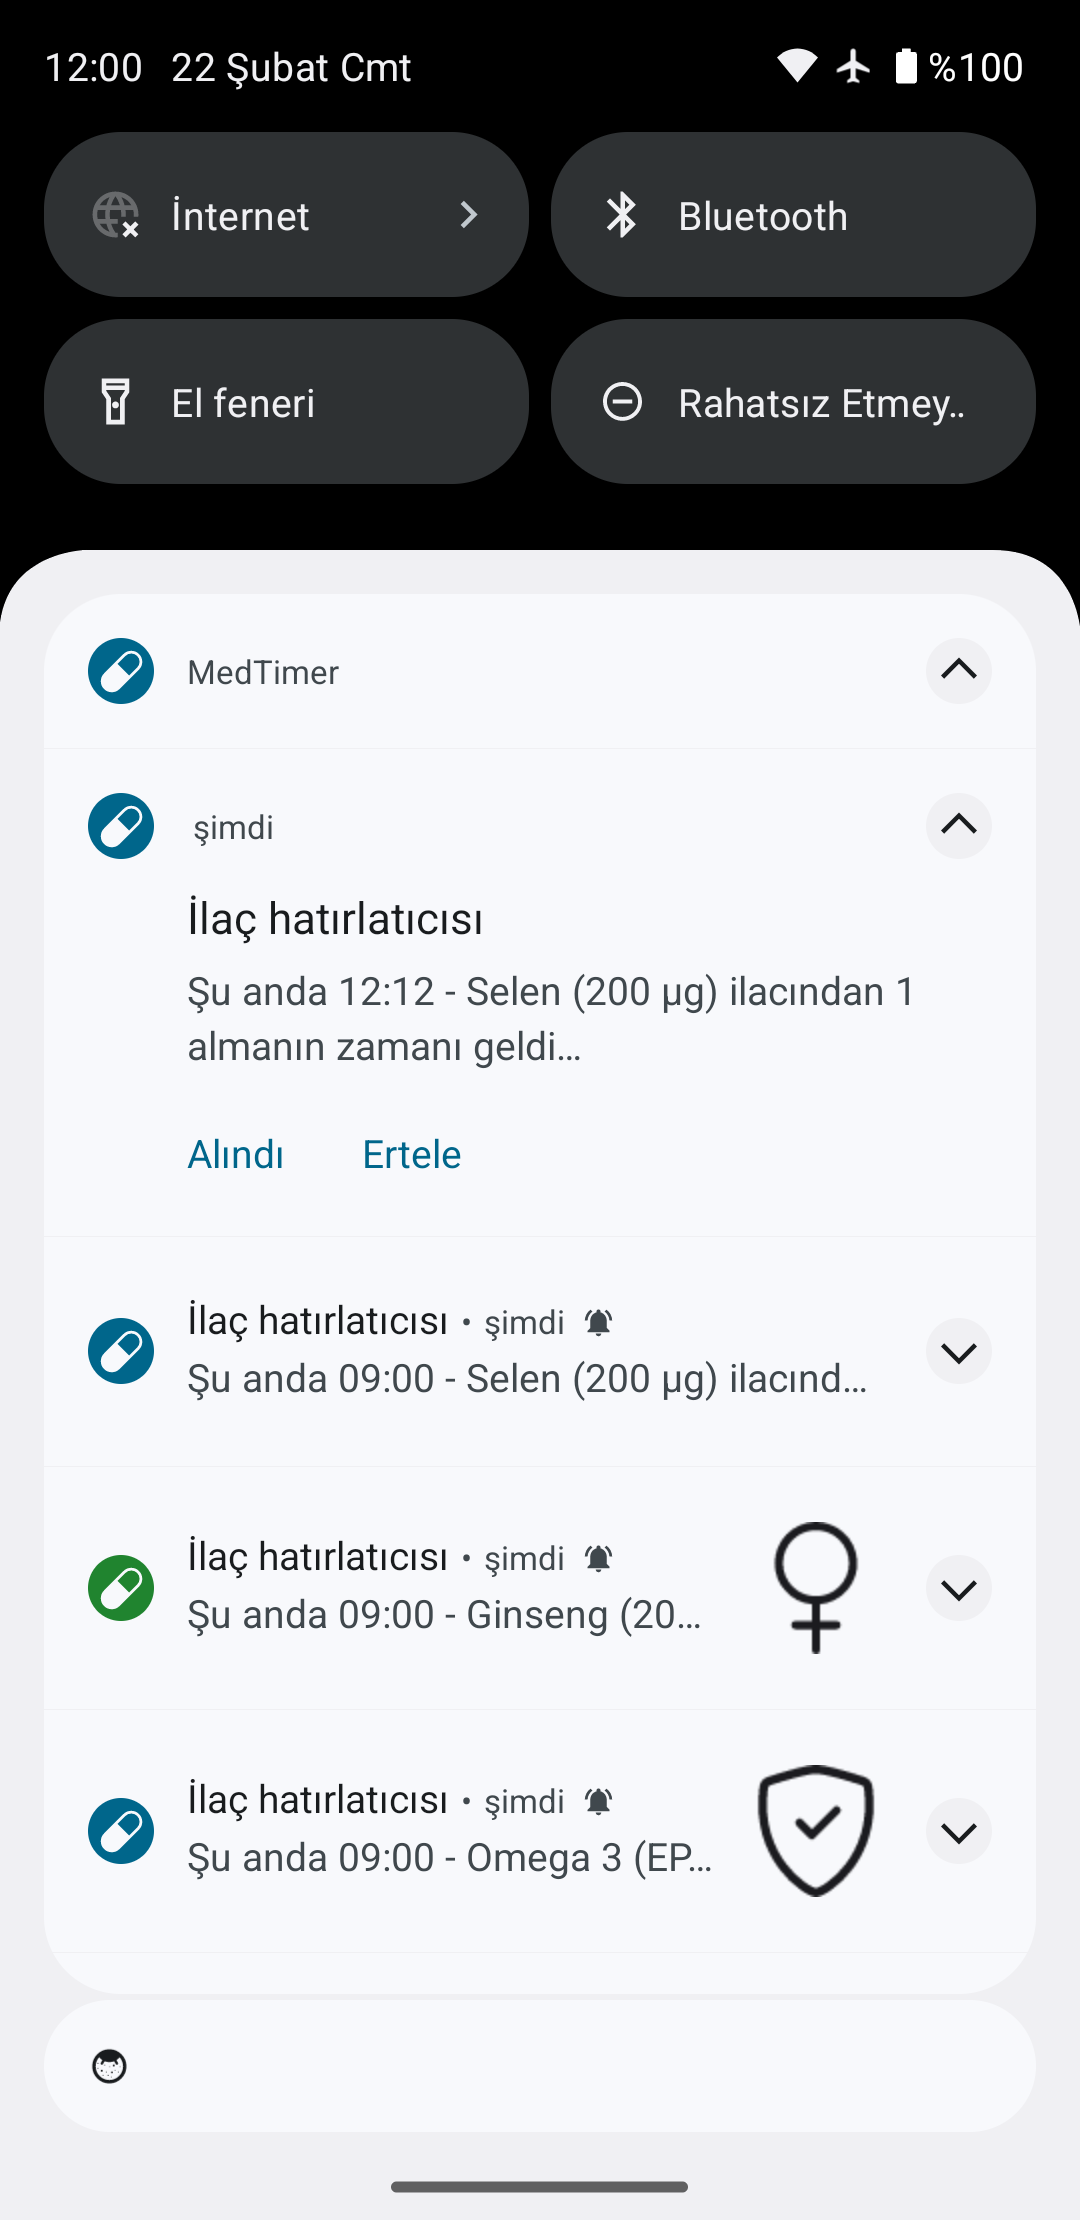 12:00 22 Şubat Cmt %100
İnternet
Bluetooth
El feneri
Rahatsız Etmey..
MedTimer
şimdi
İlaç hatırlatıcısı
Şu anda 12:12 - Selen (200 µg) ilacından 1
almanın zamanı geldi…
Alındı Ertele
İlaç hatırlatıcısı • şimdi
Şu anda 09:00 - Selen (200 µg) ilacınd…
İlaç hatırlatıcısı • şimdi
Şu anda 09:00 - Ginseng (20…
İlaç hatırlatıcısı • şimdi
Şu anda 09:00 - Omega 3 (EP…